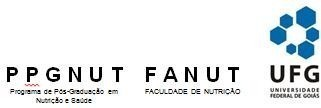 PPGNUT
Programa de Pós-Graduação em
Nutrição e Saúde
FANUT
FACULDADE DE NUTRIÇÃO
UFG
UNIVERSIDADE
FEDERAL DE GOIÁS